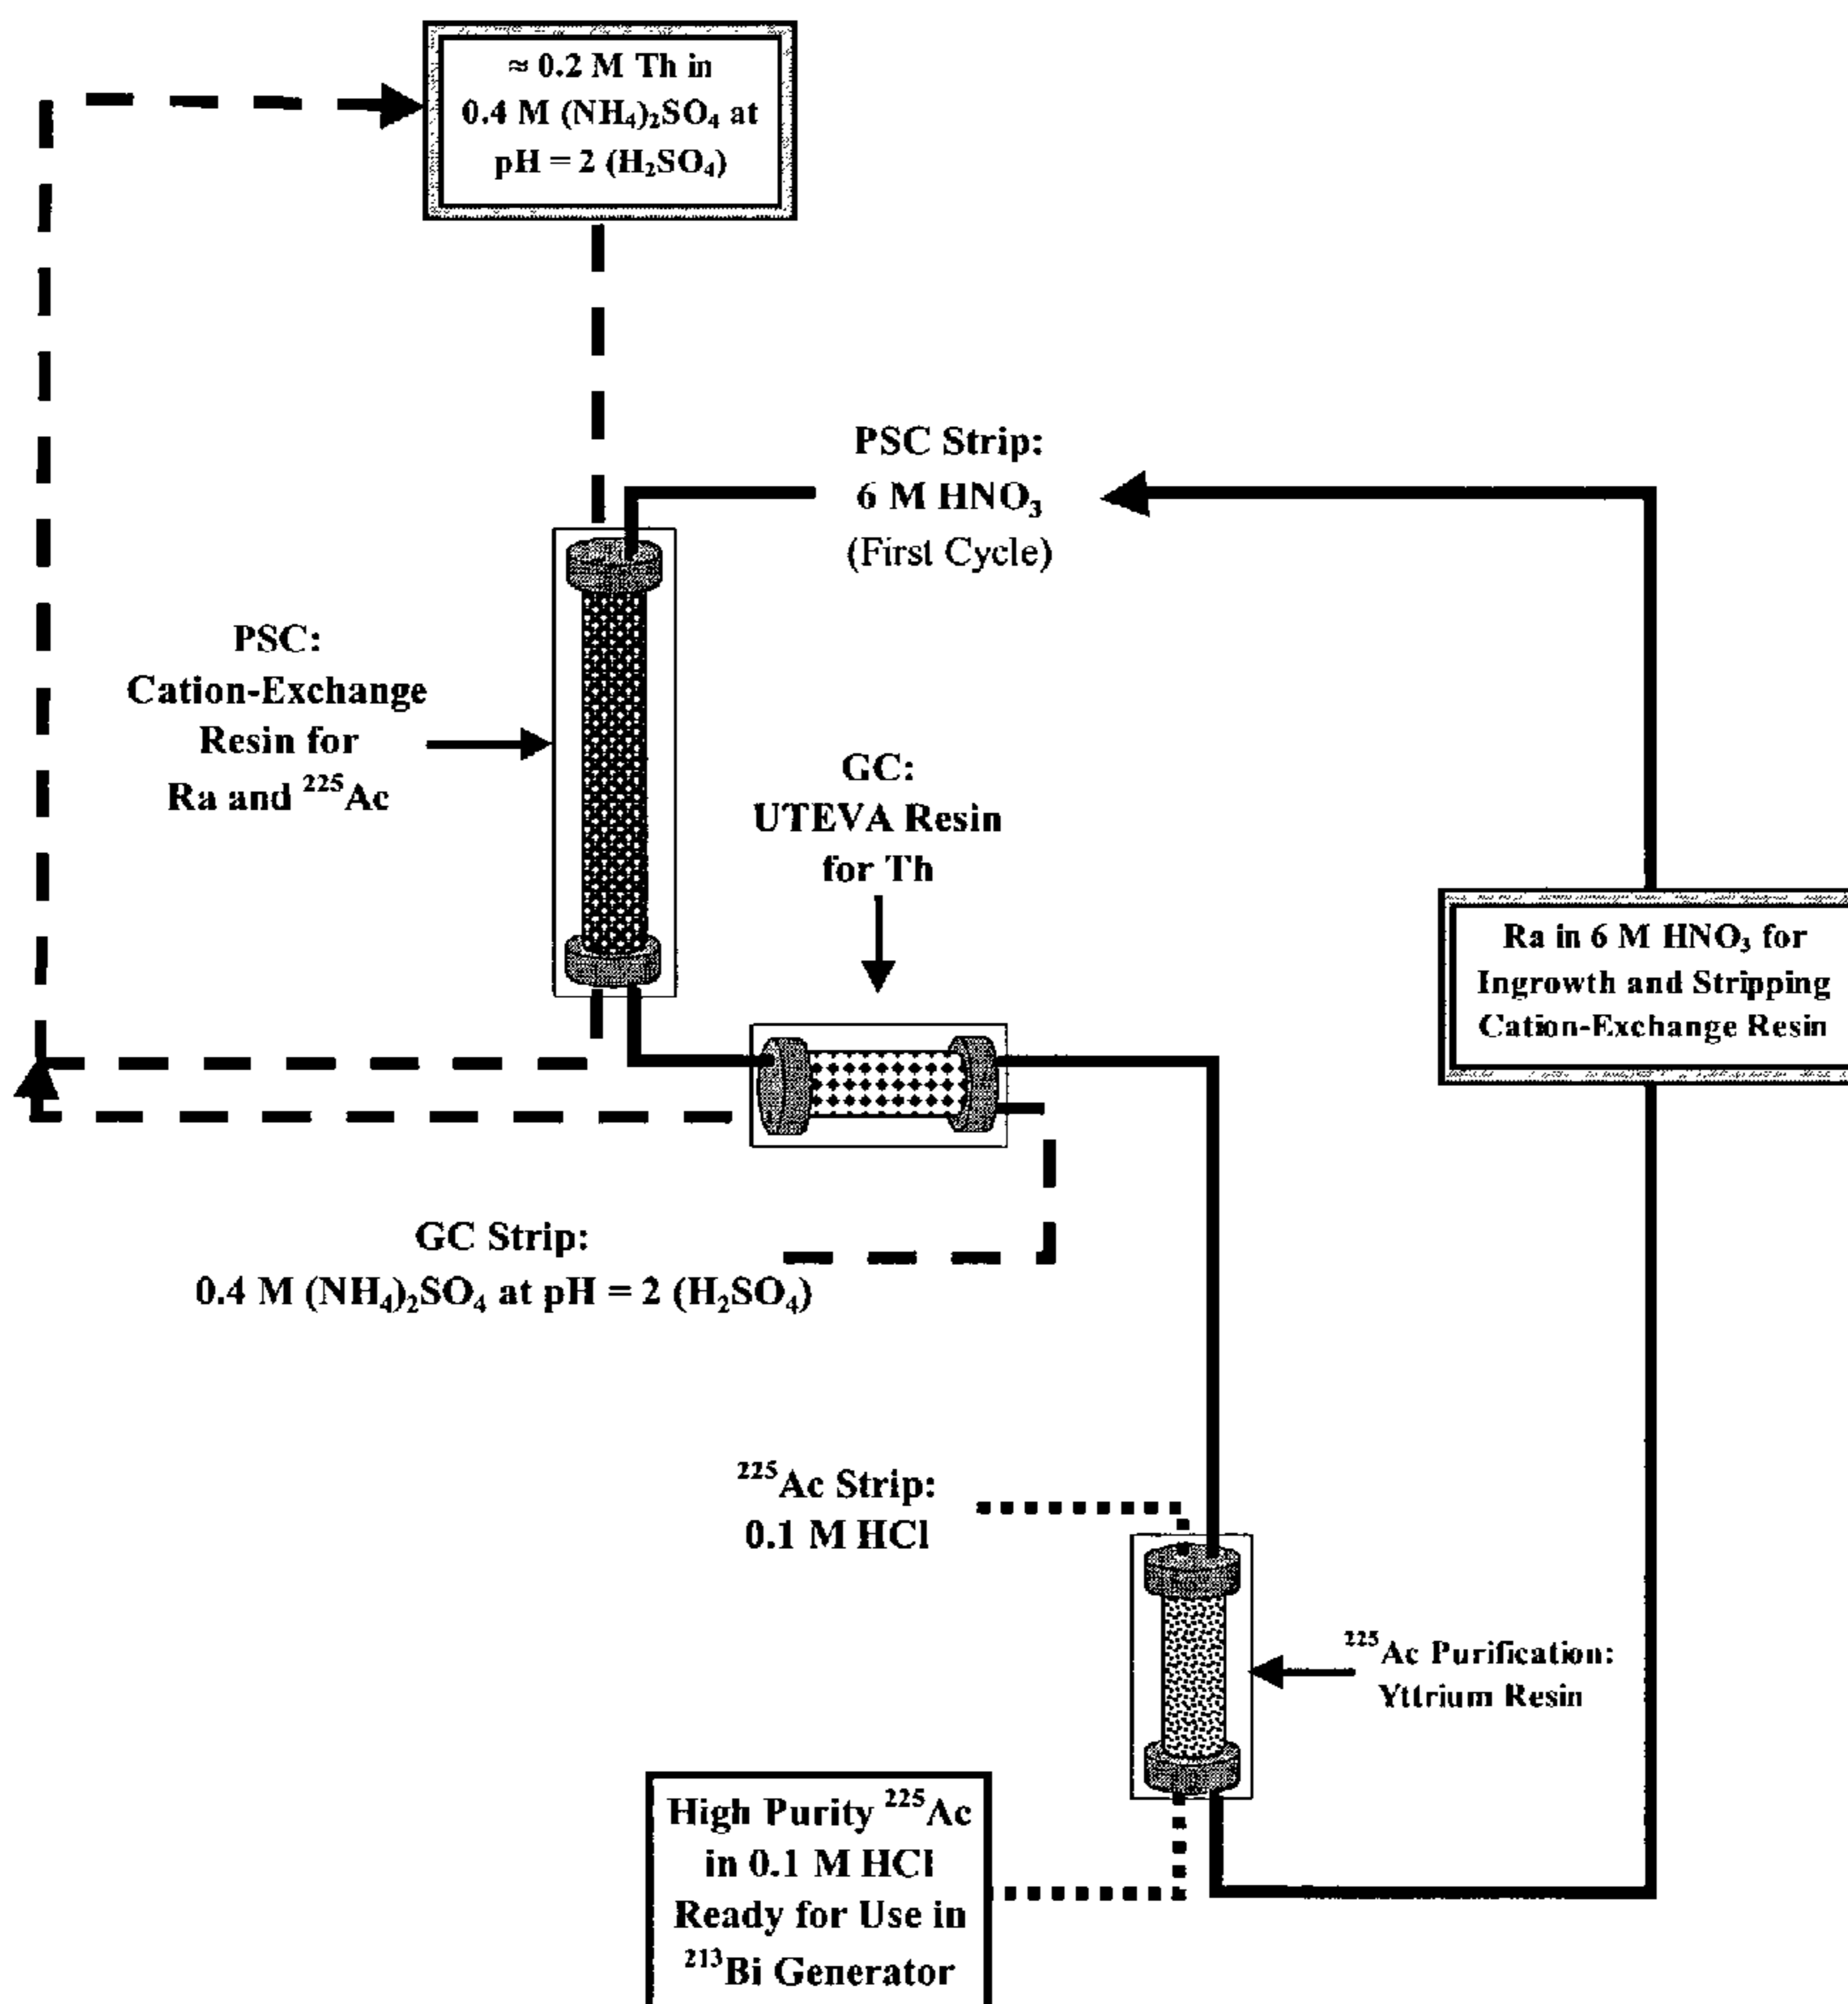 ≈ 0.2 M Th in
0.4 M (NH₄)₂SO₄ at
pH = 2 (H₂SO₄)
PSC Strip:
6 M HNO₃
(First Cycle)
PSC:
Cation-Exchange
Resin for
Ra and ²²⁵Ac
GC:
UTEVA Resin
for Th
Ra in 6 M HNO₃ for
Ingrowth and Stripping
Cation-Exchange Resin
GC Strip:
0.4 M (NH₄)₂SO₄ at pH = 2 (H₂SO₄)
²²⁵Ac Strip:
0.1 M HCl
²²⁵Ac Purification:
Yttrium Resin
High Purity ²²⁵Ac
in 0.1 M HCl
Ready for Use in
²¹³Bi Generator